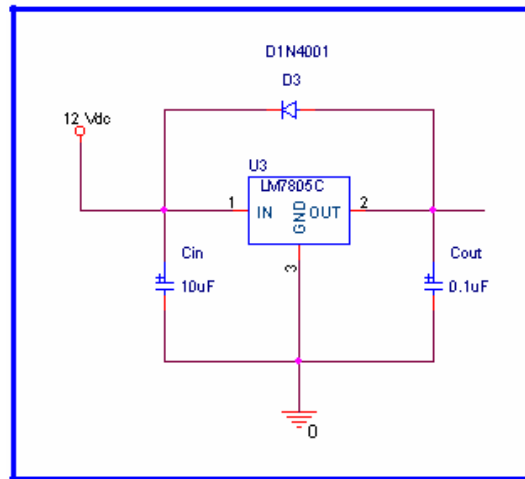 D1N4001
D3
12 Vdc
U3
LM7805C
1
IN
GND
OUT
2
3
Cin
10uF
Cout
0.1uF
0